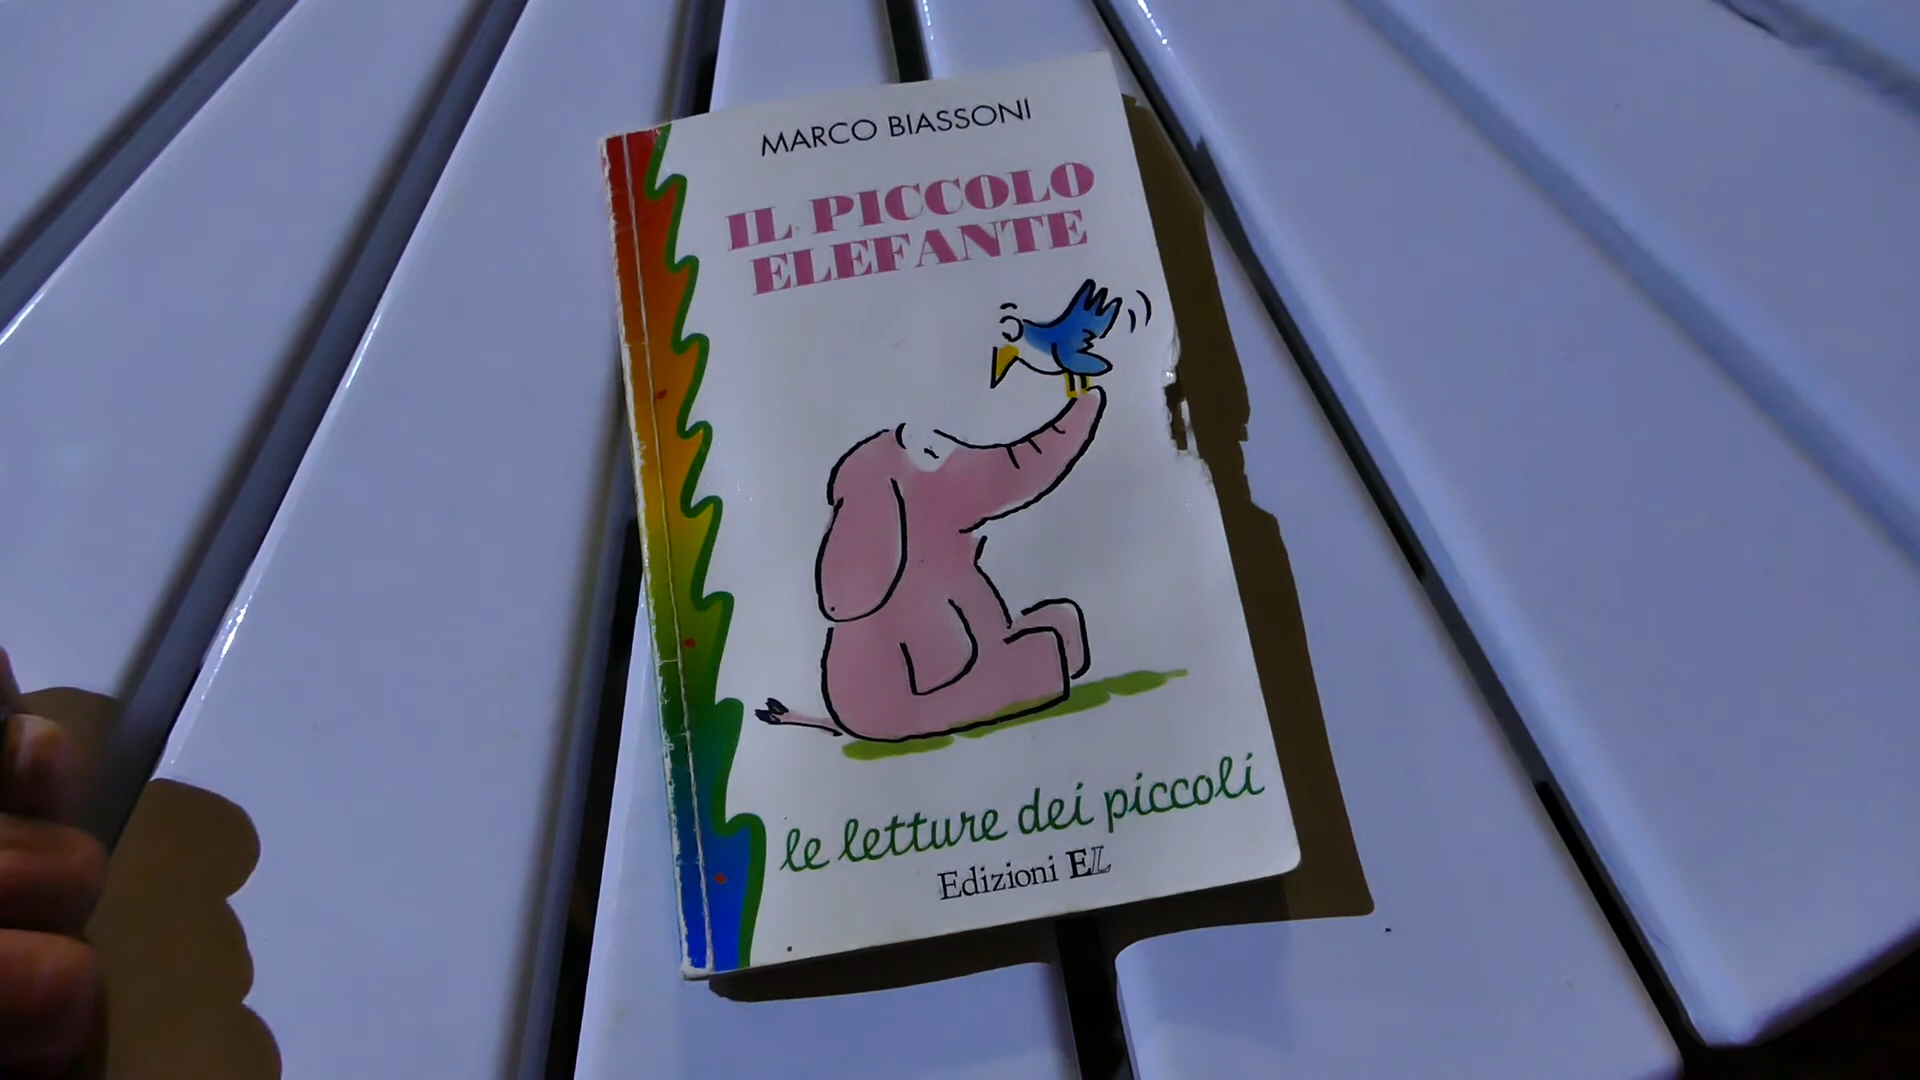 MARCO BIASSONI
IL PICCOLO
ELEFANTE
le letture dei piccoli
Edizioni EL